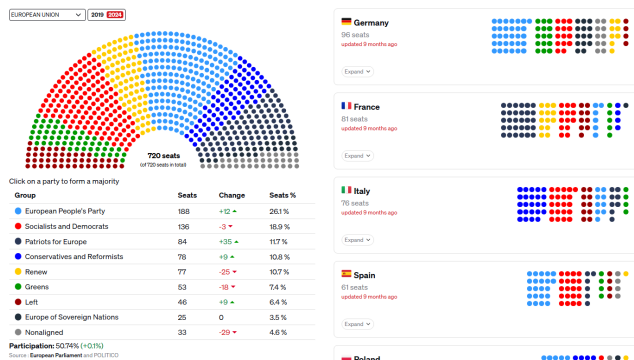 EUROPEAN UNION
2019 2024
720 seats
(of 720 seats in total)
Click on a party to form a majority
Group Seats Change Seats %
European People's Party 188 +12 26.1 %
Socialists and Democrats 136 -3 18.9 %
Patriots for Europe 84 +35 11.7 %
Conservatives and Reformists 78 +9 10.8 %
Renew 77 -25 10.7 %
Greens 53 -18 7.4 %
Left 46 +9 6.4 %
Europe of Sovereign Nations 25 0 3.5 %
Nonaligned 33 -29 4.6 %
Participation: 50.74% (+0.1%)
Source : European Parliament and POLITICO
Germany
96 seats
updated 9 months ago
Expand
France
81 seats
updated 9 months ago
Expand
Italy
76 seats
updated 9 months ago
Expand
Spain
61 seats
updated 9 months ago
Expand
Poland